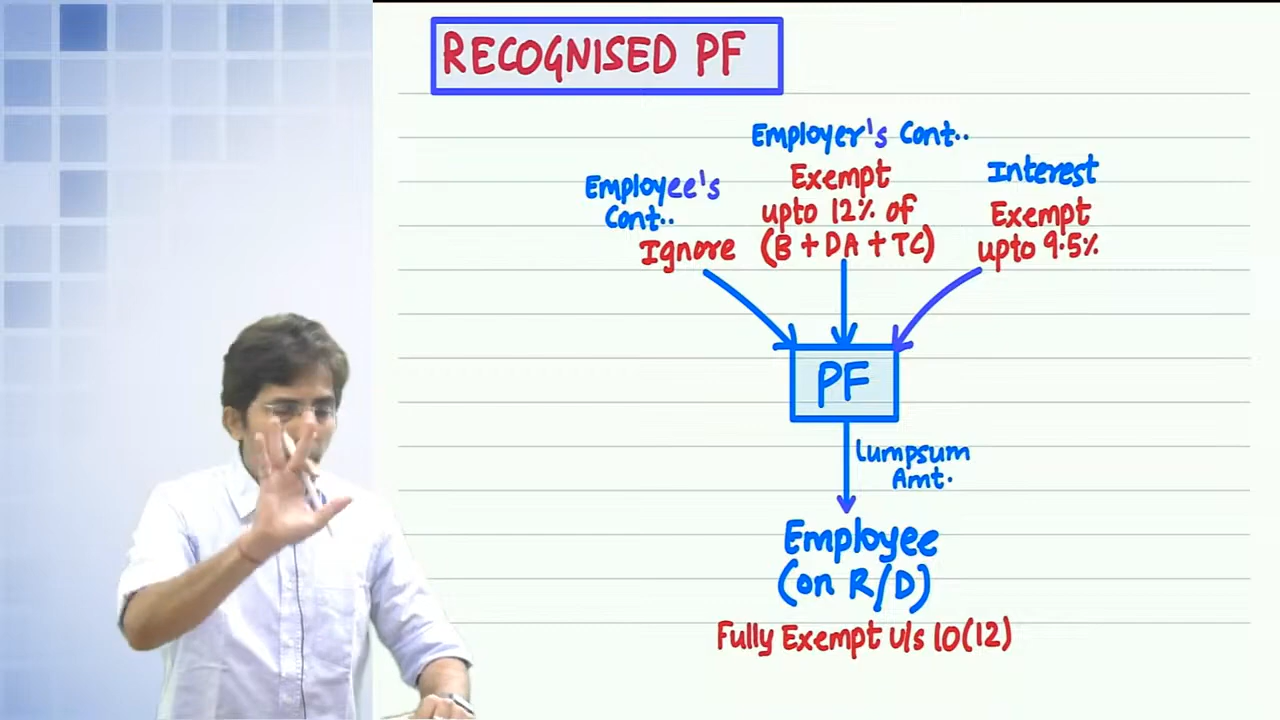 RECOGNISED PF
Employee's
Cont..
Ignore
Employer's Cont..
Exempt
upto 12% of
(B + DA + TC)
Interest
Exempt
upto 9.5%
PF
Lumpsum
Amt.
Employee
(on R/D)
Fully Exempt u/s 10(12)